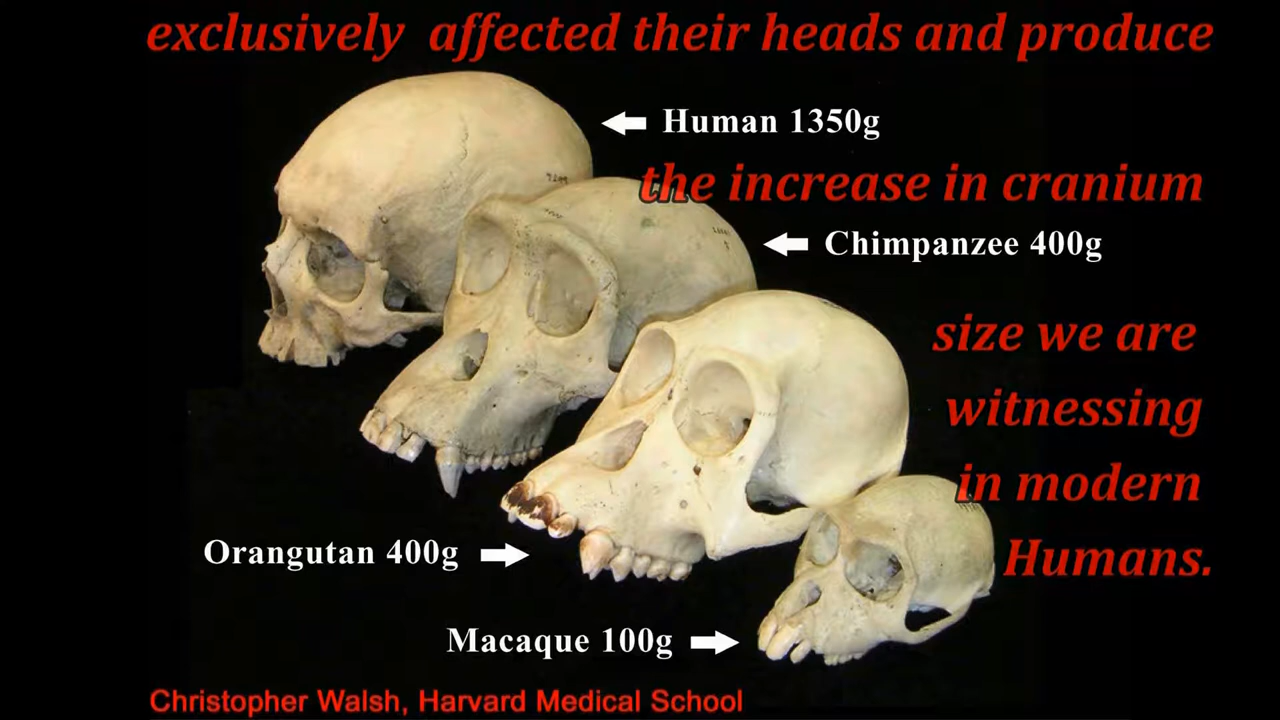 exclusively affected their heads and produce
Human 1350g
the increase in cranium
Chimpanzee 400g
size we are
witnessing
in modern
Humans.
Orangutan 400g
Macaque 100g
Christopher Walsh, Harvard Medical School